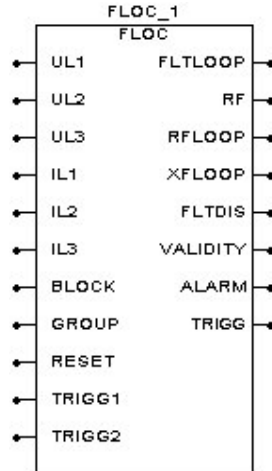 FLOC_1
FLOC
UL1 FLTLOOP
UL2 RF
UL3 RFLOOP
IL1 XFLOOP
IL2 FLTDIS
IL3 VALIDITY
BLOCK ALARM
GROUP TRIGG
RESET
TRIGG1
TRIGG2